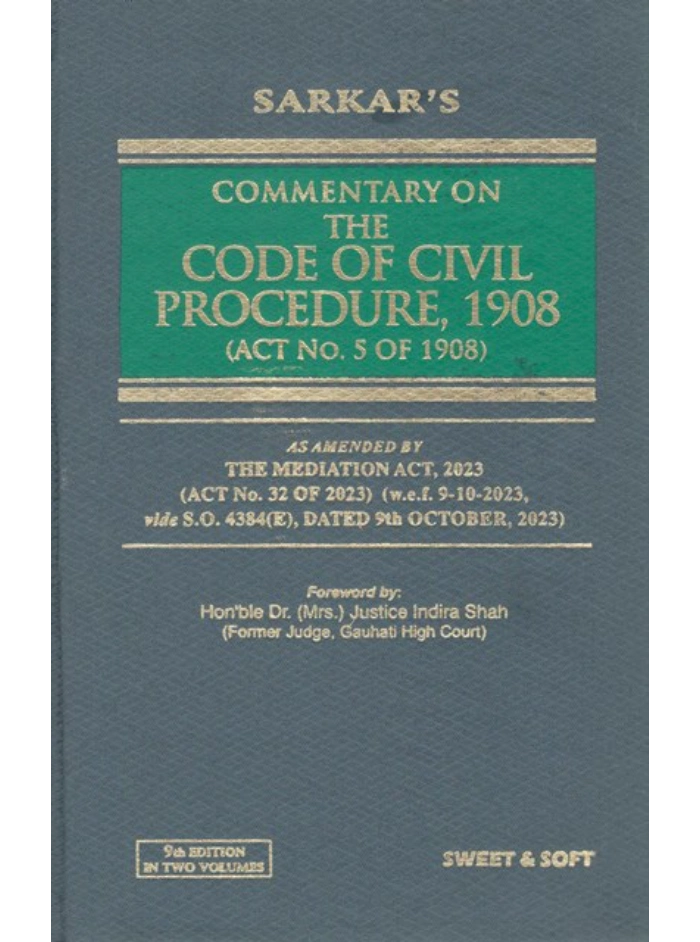 SARKAR'S
COMMENTARY ON
THE
CODE OF CIVIL
PROCEDURE, 1908
(ACT NO. 5 OF 1908)
AS AMENDED BY
THE MEDIATION ACT, 2023
(ACT No. 32 OF 2023) (w.e.f. 9-10-2023,
vide S.O. 4384(E), DATED 9th OCTOBER, 2023)
Foreword by:
Hon'ble Dr. (Mrs.) Justice Indira Shah
(Former Judge, Gauhati High Court)
9th EDITION
IN TWO VOLUMES
SWEET & SOFT